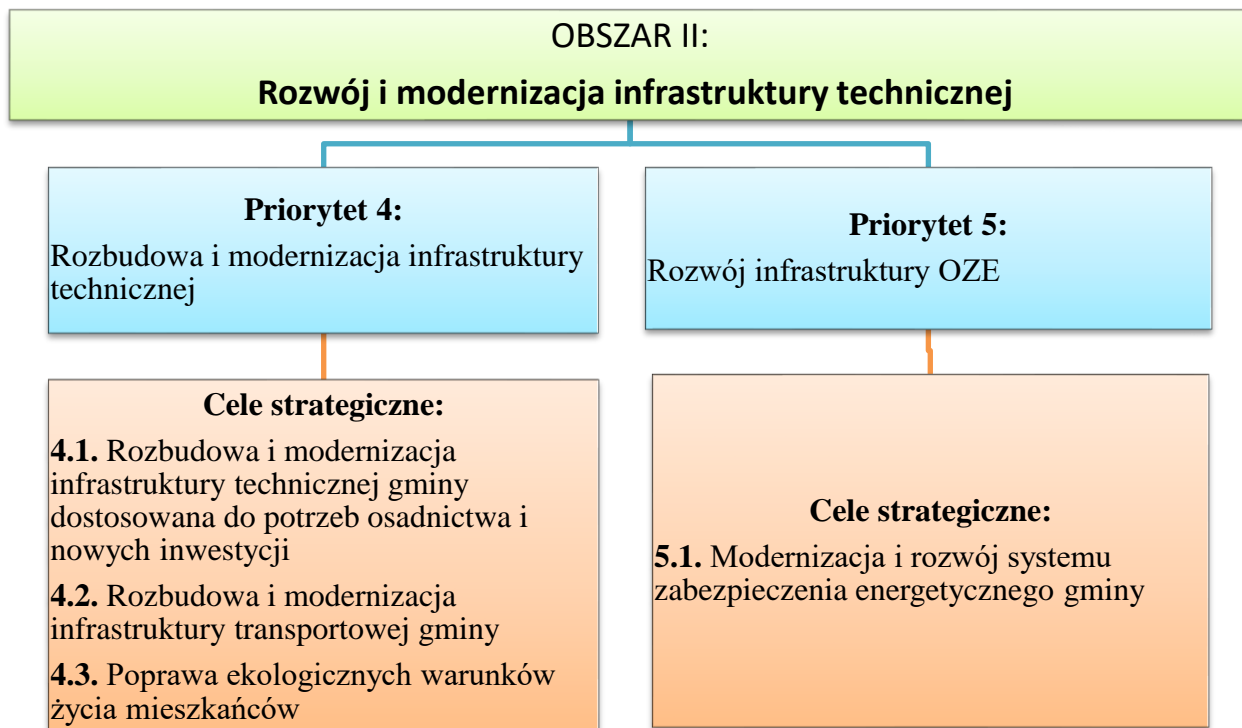 OBSZAR II:
Rozwój i modernizacja infrastruktury technicznej
Priorytet 4:
Rozbudowa i modernizacja infrastruktury
technicznej
Priorytet 5:
Rozwój infrastruktury OZE
Cele strategiczne:
4.1. Rozbudowa i modernizacja
infrastruktury technicznej gminy
dostosowana do potrzeb osadnictwa i
nowych inwestycji
4.2. Rozbudowa i modernizacja
infrastruktury transportowej gminy
4.3. Poprawa ekologicznych warunków
życia mieszkańców
Cele strategiczne:
5.1. Modernizacja i rozwój systemu
zabezpieczenia energetycznego gminy